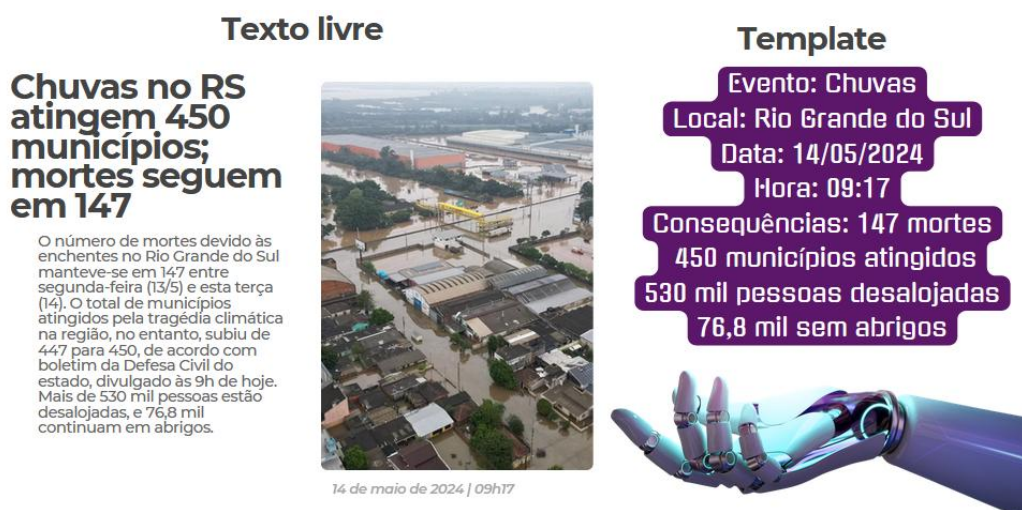 Texto livre
Chuvas no RS
atingem 450
municípios;
mortes seguem
em 147
O número de mortes devido às
enchentes no Rio Grande do Sul
manteve-se em 147 entre
segunda-feira (13/5) e esta terça
(14). O total de municípios
atingidos pela tragédia climática
na região, no entanto, subiu de
447 para 450, de acordo com
boletim da Defesa Civil do
estado, divulgado às 9h de hoje.
Mais de 530 mil pessoas estão
desalojadas, e 76,8 mil
continuam em abrigos.
14 de maio de 2024 | 09h17
Template
Evento: Chuvas
Local: Rio Grande do Sul
Data: 14/05/2024
Hora: 09:17
Consequências: 147 mortes
450 municípios atingidos
530 mil pessoas desalojadas
76,8 mil sem abrigos